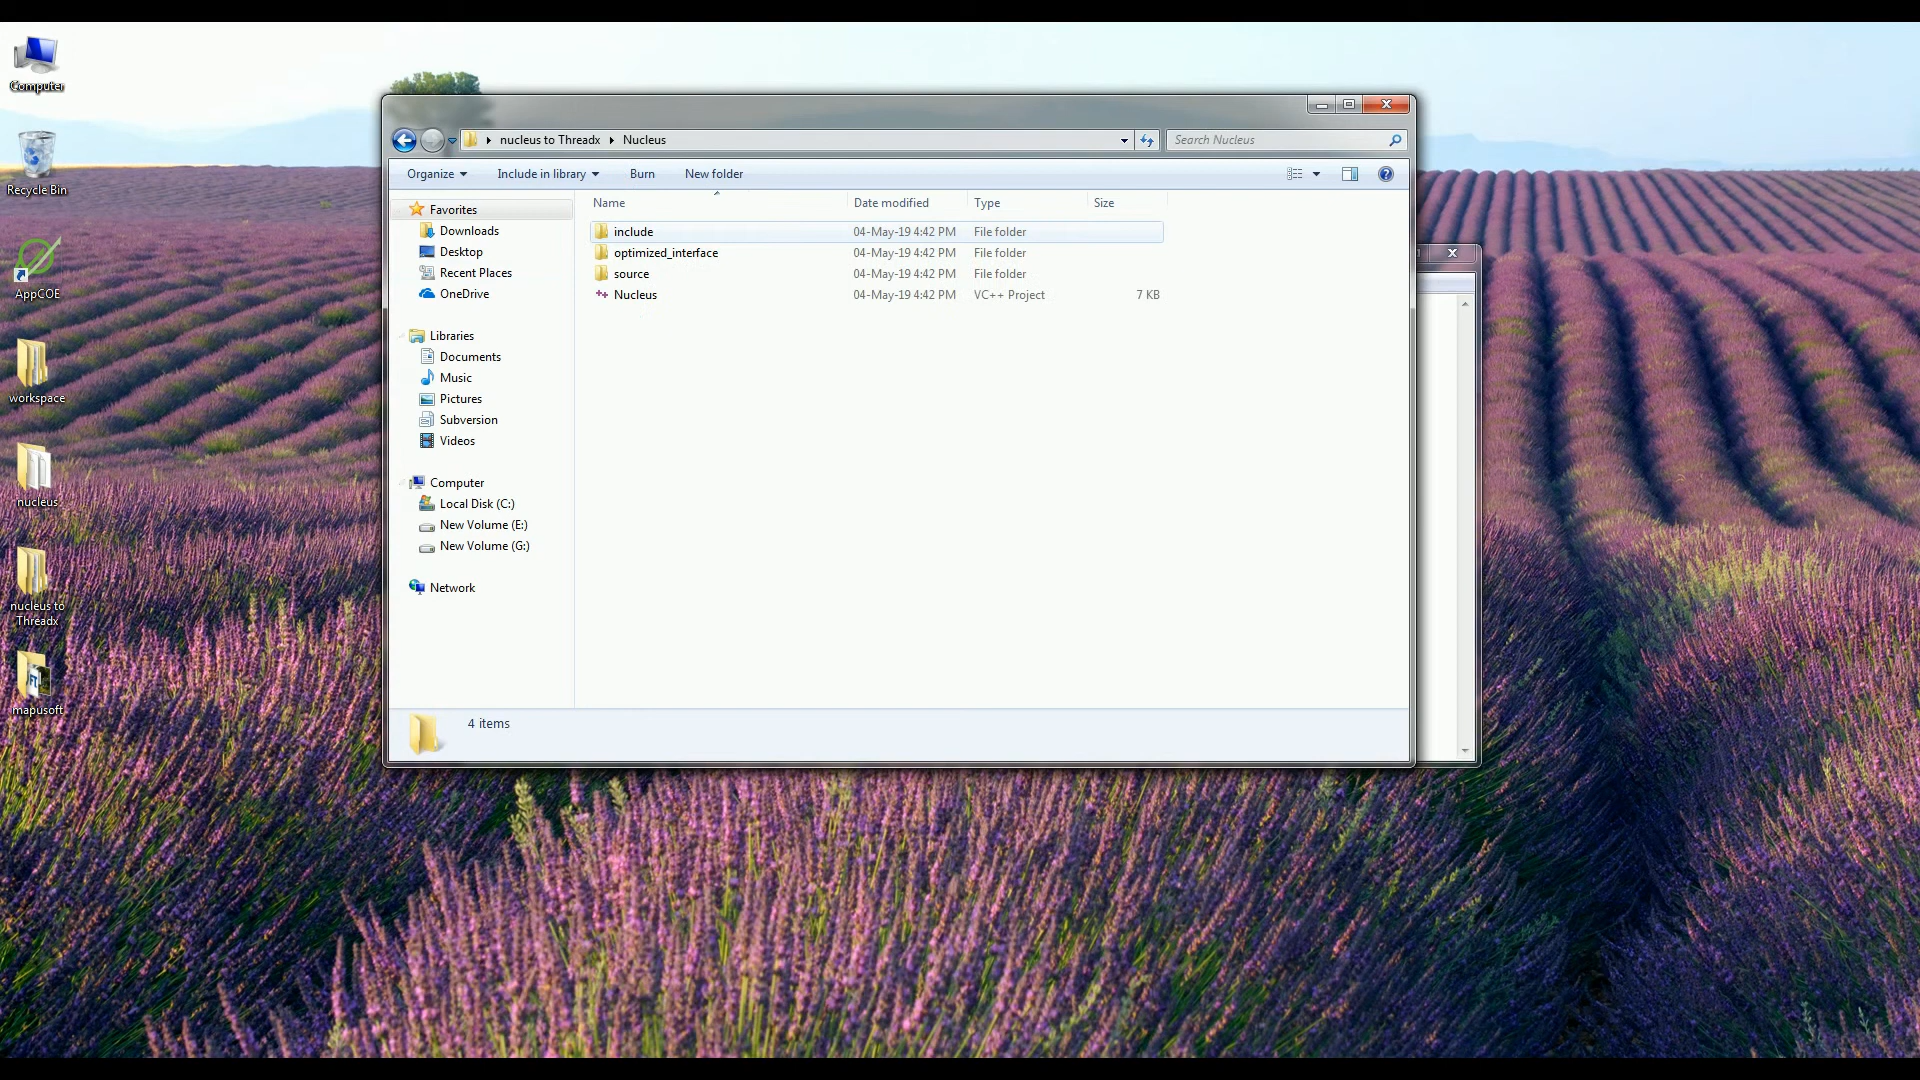 Computer
Recycle Bin
AppCOE
workspace
nucleus
nucleus to
Threadx
mapusoft
nucleus to Threadx
Nucleus
Search Nucleus
Organize
Include in library
Burn
New folder
Favorites
Downloads
Desktop
Recent Places
OneDrive
Libraries
Documents
Music
Pictures
Subversion
Videos
Computer
Local Disk (C:)
New Volume (E:)
New Volume (G:)
Network
Name Date modified Type Size
include 04-May-19 4:42 PM File folder
optimized_interface 04-May-19 4:42 PM File folder
source 04-May-19 4:42 PM File folder
Nucleus 04-May-19 4:42 PM VC++ Project 7 KB
4 items